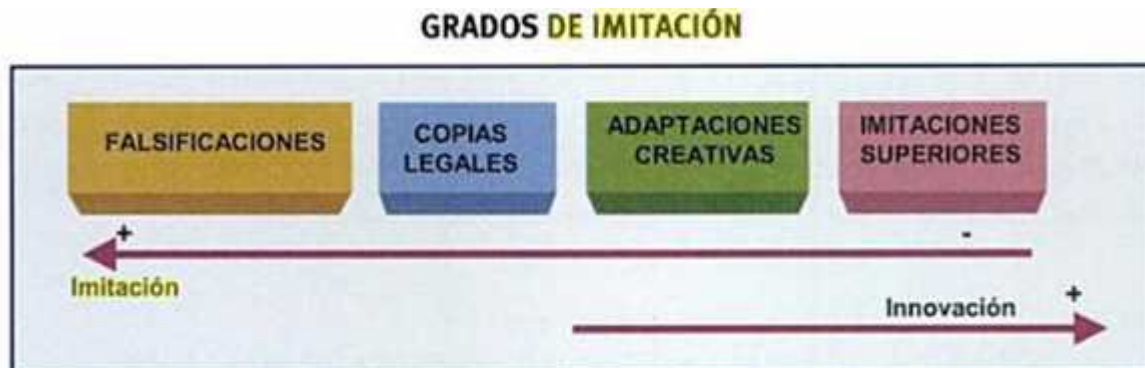 GRADOS DE IMITACIÓN
FALSIFICACIONES
COPIAS
LEGALES
ADAPTACIONES
CREATIVAS
IMITACIONES
SUPERIORES
+
-
Imitación
+
Innovación